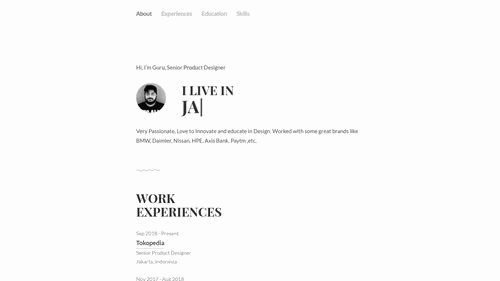 About Experiences Education Skills
Hi, I'm Guru, Senior Product Designer
I LIVE IN
JA|
Very Passionate, Love to Innovate and educate in Design. Worked with some great brands like
BMW, Daimler, Nissan, HPE, Axis Bank, Paytm ,etc.
WORK
EXPERIENCES
Sep 2018 - Present
Tokopedia
Senior Product Designer
Jakarta, Indonesia
Nov 2017 - Aug 2018